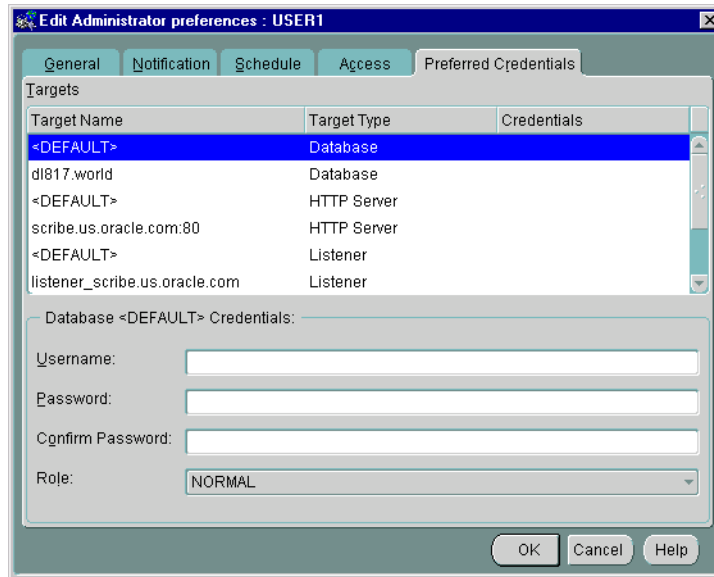 Edit Administrator preferences : USER1
General Notification Schedule Access Preferred Credentials
Targets
Target Name Target Type Credentials
<DEFAULT> Database
dl817.world Database
<DEFAULT> HTTP Server
scribe.us.oracle.com:80 HTTP Server
<DEFAULT> Listener
listener_scribe.us.oracle.com Listener
Database <DEFAULT> Credentials:
Username:
Password:
Confirm Password:
Role: NORMAL
OK Cancel Help